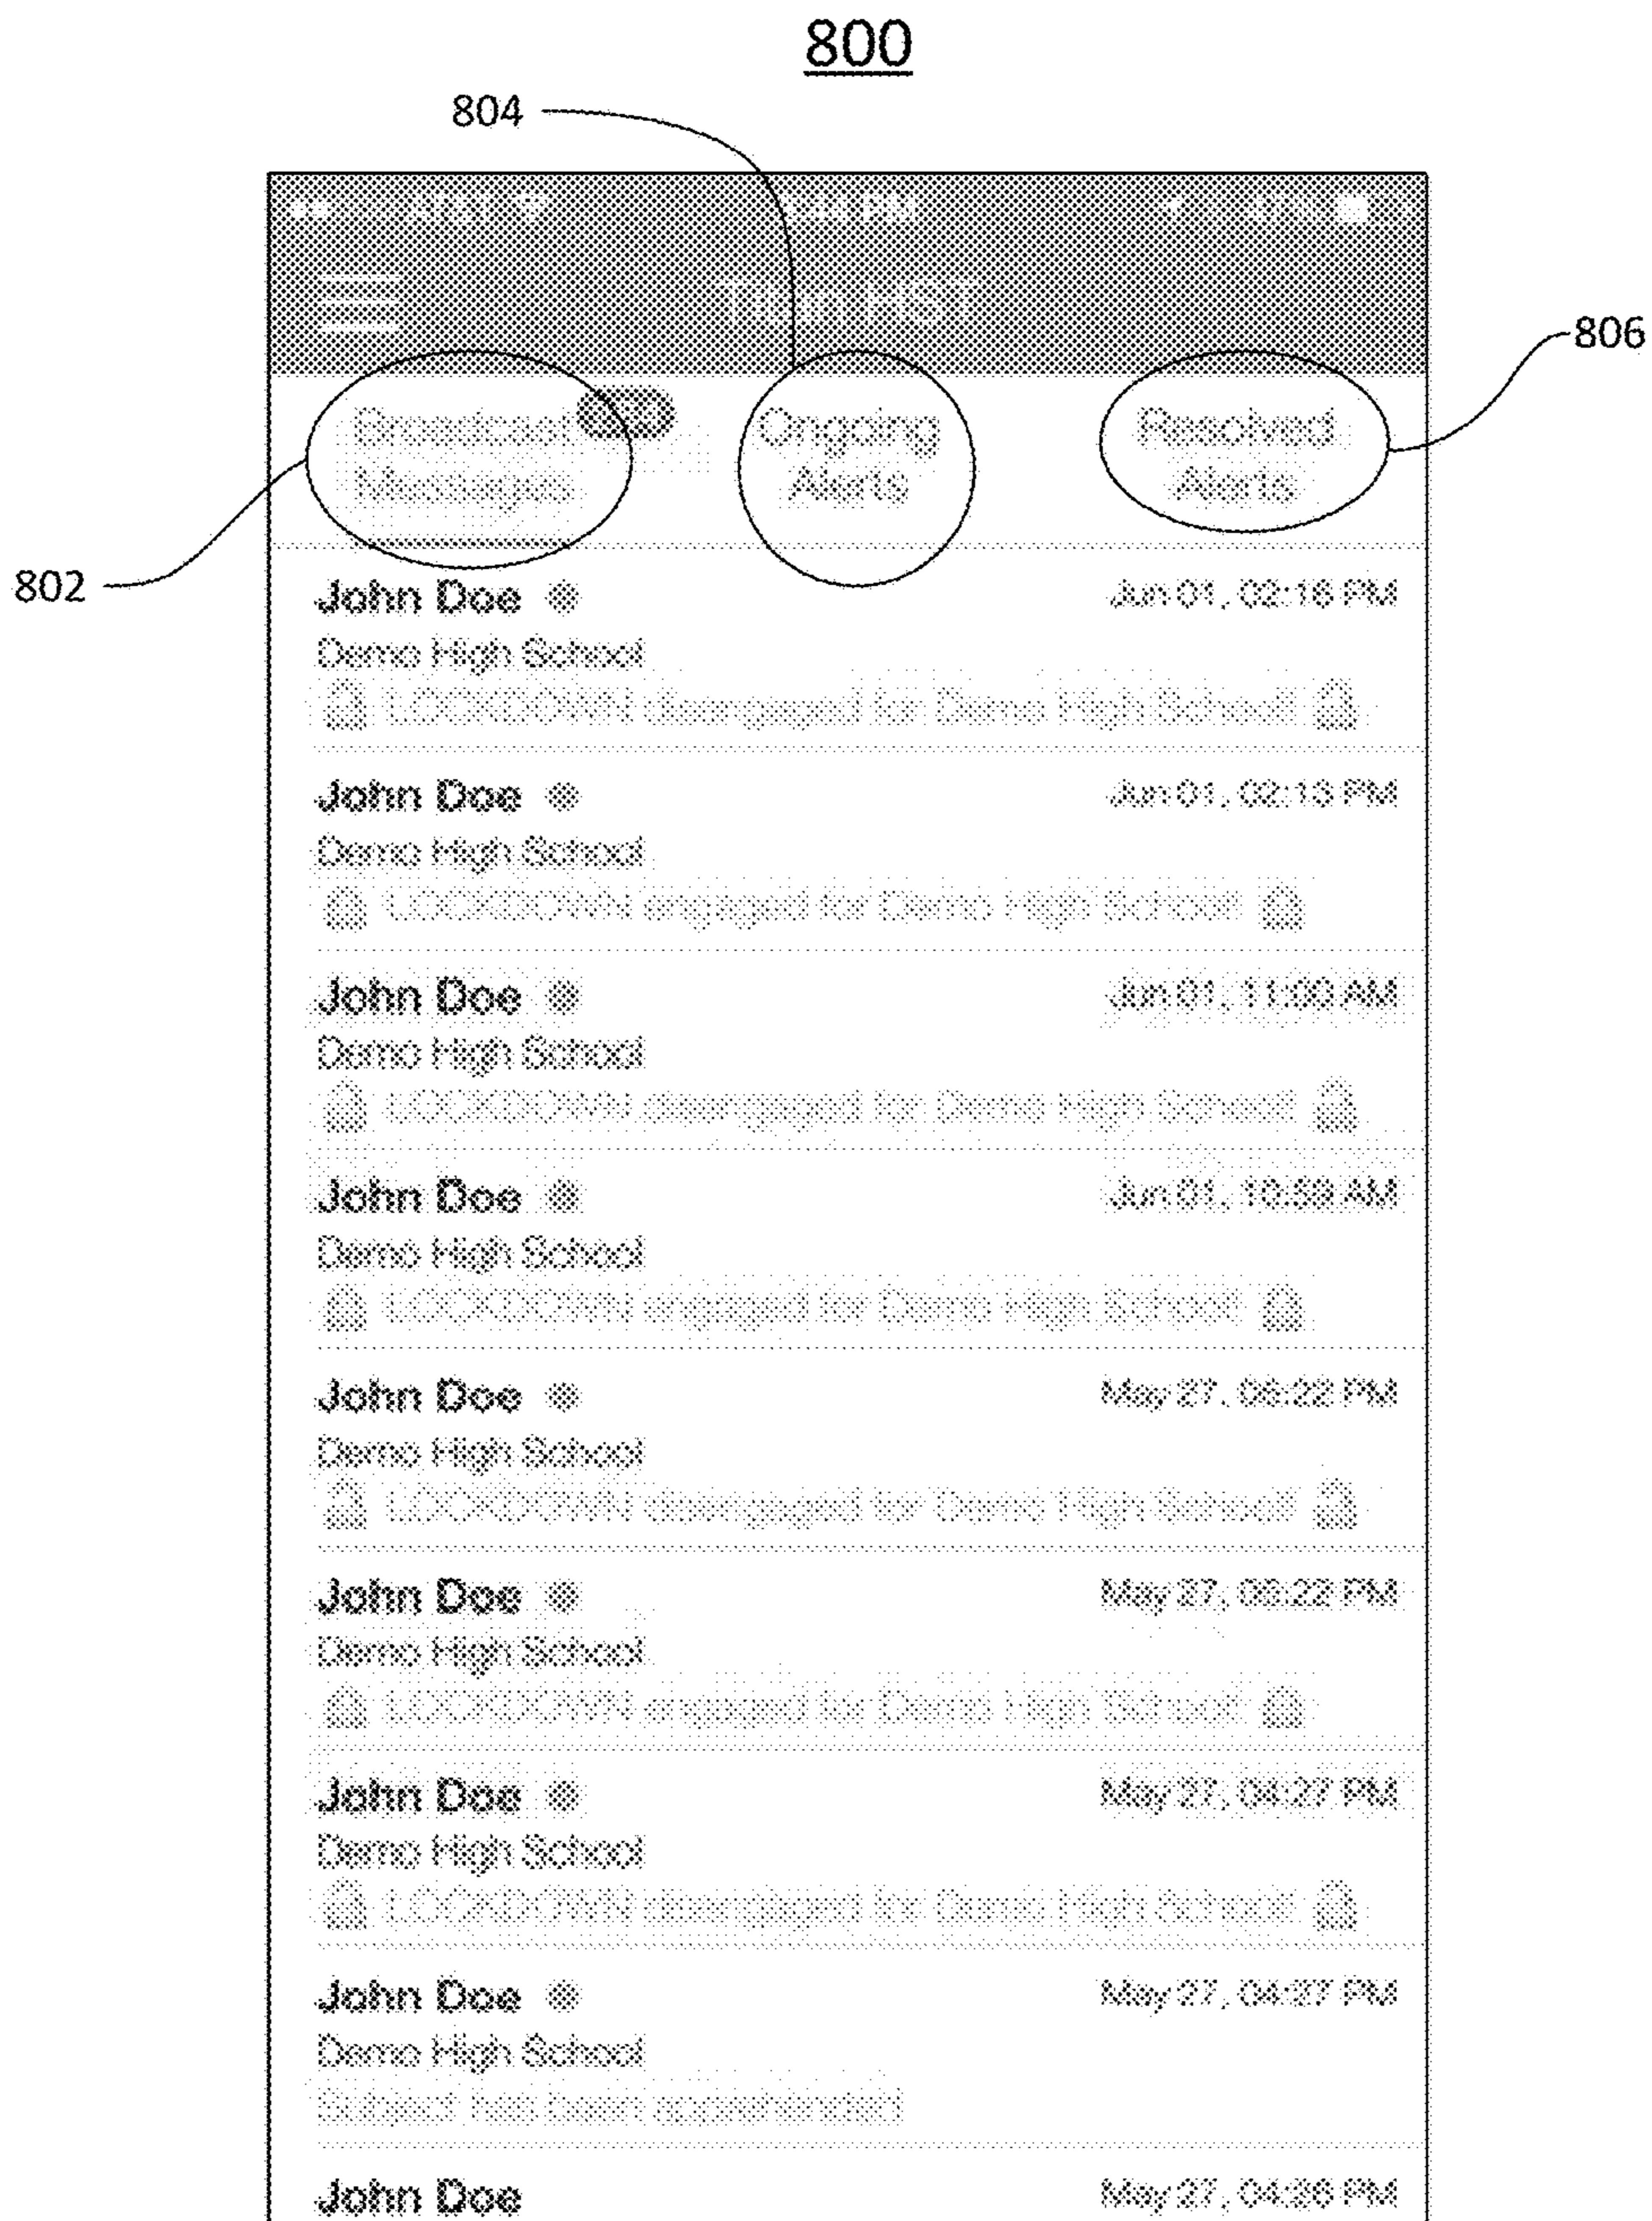 800
804
806
802
PM
Broadcast Ongoing Resolved
Messages Alerts Alerts
John Doe Jun 01, 02:16 PM
Demo High School
LOCKDOWN disengaged for Demo High School!
John Doe Jun 01, 02:13 PM
Demo High School
LOCKDOWN engaged for Demo High School!
John Doe Jun 01, 11:00 AM
Demo High School
LOCKDOWN disengaged for Demo High School!
John Doe Jun 01, 10:59 AM
Demo High School
LOCKDOWN engaged for Demo High School!
John Doe May 27, PM
Demo High School
LOCKDOWN disengaged for Demo High School!
John Doe May 27, PM
Demo High School
LOCKDOWN engaged for Demo High School!
John Doe May 27, 04:27 PM
Demo High School
LOCKDOWN disengaged for Demo High School!
John Doe May 27, 04:27 PM
Demo High School
Subject has been apprehended
John Doe May 27, 04:26 PM